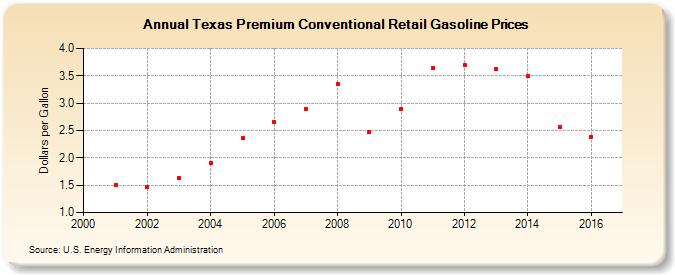 Annual Texas Premium Conventional Retail Gasoline Prices
Dollars per Gallon
4.0
3.5
3.0
2.5
2.0
1.5
1.0
2000 2002 2004 2006 2008 2010 2012 2014 2016
Source: U.S. Energy Information Administration